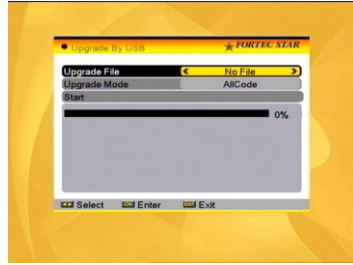 Upgrade By USB
FORTEC STAR
Upgrade File
No File
Upgrade Mode
AllCode
Start
0%
Select
Enter
Exit